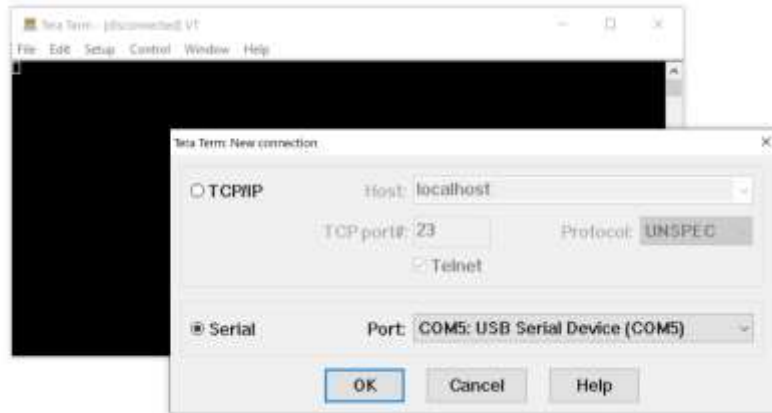 Tera Term - [disconnected] VT
File Edit Setup Control Window Help
Tera Term: New connection
TCP/IP Host: localhost
TCP port#: 23 Protocol: UNSPEC
Telnet
Serial Port: COM5: USB Serial Device (COM5)
OK Cancel Help